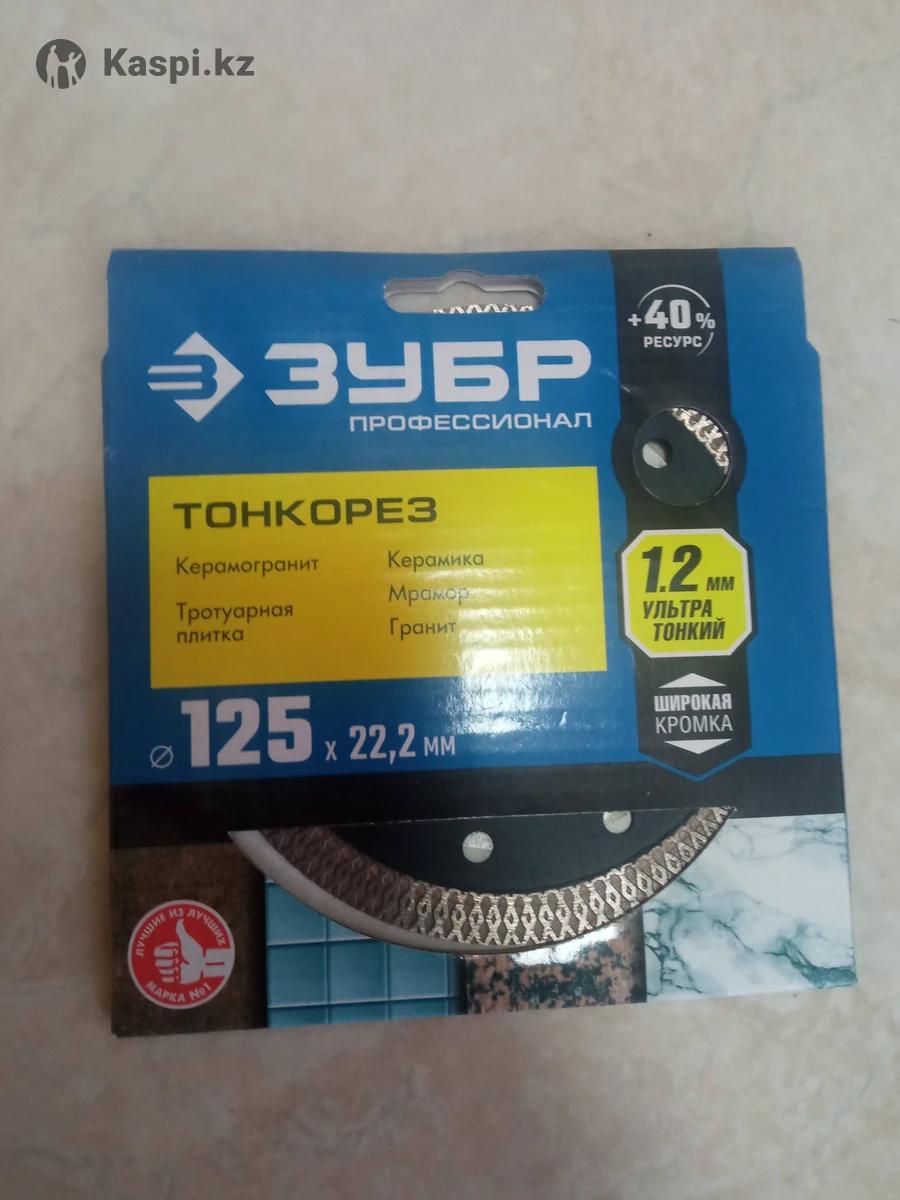 Kaspi.kz
+40%
РЕСУРС
ЗУБР
ПРОФЕССИОНАЛ
ТОНКОРЕЗ
Керамогранит
Тротуарная
плитка
Керамика
Мрамор
Гранит
1.2 мм
УЛЬТРА
ТОНКИЙ
ШИРОКАЯ
КРОМКА
Ø 125 x 22,2 мм
ЛУЧШИЕ ИЗ ЛУЧШИХ
МАРКА №1